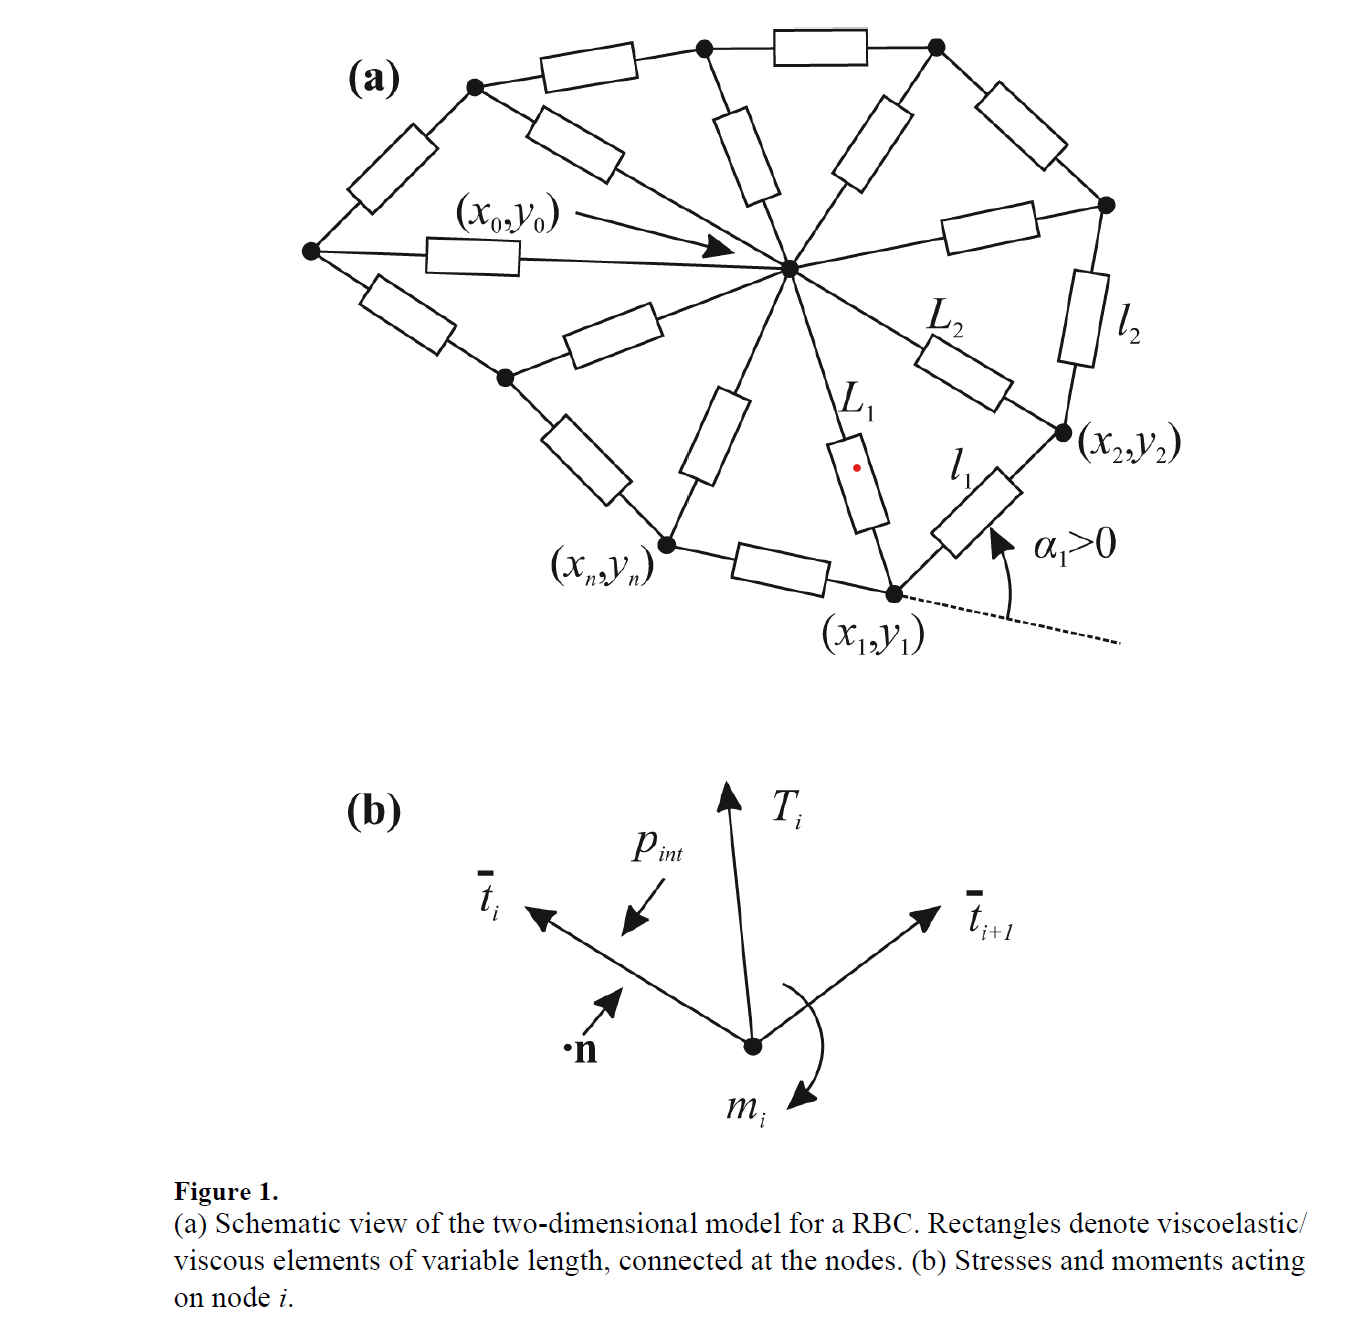 (a)
(x₀,y₀)
L₂
l₂
L₁
(x₂,y₂)
l₁
α₁>0
(xₙ,yₙ)
(x₁,y₁)
(b)
Tᵢ
pᵢₙₜ
t̄ᵢ
t̄ᵢ₊₁
·n
mᵢ
Figure 1.
(a) Schematic view of the two-dimensional model for a RBC. Rectangles denote viscoelastic/
viscous elements of variable length, connected at the nodes. (b) Stresses and moments acting
on node i.